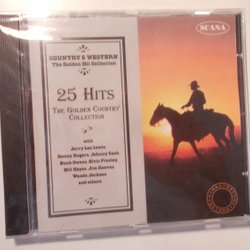 COUNTRY & WESTERN
The Golden Hit Collection
SCANA
25 HITS
THE GOLDEN COUNTRY
COLLECTION
with
Jerry Lee Lewis,
Kenny Rogers, Johnny Cash,
Buck Owens, Elvis Presley
Bill Hayes, Jim Reeves,
Wanda Jackson
and others